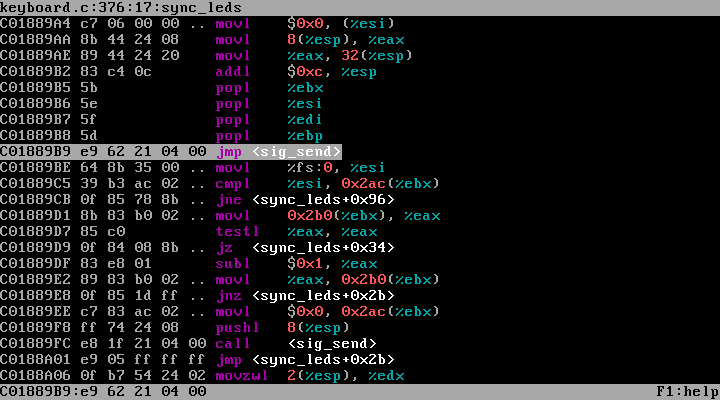 keyboard.c:376:17:sync_leds
C01889A4 c7 06 00 00 .. movl $0x0, (%esi)
C01889AA 8b 44 24 08 movl 8(%esp), %eax
C01889AE 89 44 24 20 movl %eax, 32(%esp)
C01889B2 83 c4 0c addl $0xc, %esp
C01889B5 5b popl %ebx
C01889B6 5e popl %esi
C01889B7 5f popl %edi
C01889B8 5d popl %ebp
C01889B9 e9 62 21 04 00 jmp <sig_send>
C01889BE 64 8b 35 00 .. movl %fs:0, %esi
C01889C5 39 b3 ac 02 .. cmpl %esi, 0x2ac(%ebx)
C01889CB 0f 85 78 8b .. jne <sync_leds+0x96>
C01889D1 8b 83 b0 02 .. movl 0x2b0(%ebx), %eax
C01889D7 85 c0 testl %eax, %eax
C01889D9 0f 84 08 8b .. jz <sync_leds+0x34>
C01889DF 83 e8 01 subl $0x1, %eax
C01889E2 89 83 b0 02 .. movl %eax, 0x2b0(%ebx)
C01889E8 0f 85 1d ff .. jnz <sync_leds+0x2b>
C01889EE c7 83 ac 02 .. movl $0x0, 0x2ac(%ebx)
C01889F8 ff 74 24 08 pushl 8(%esp)
C01889FC e8 1f 21 04 00 call <sig_send>
C0188A01 e9 05 ff ff ff jmp <sync_leds+0x2b>
C0188A06 0f b7 54 24 02 movzwl 2(%esp), %edx
C01889B9:e9 62 21 04 00 F1:help